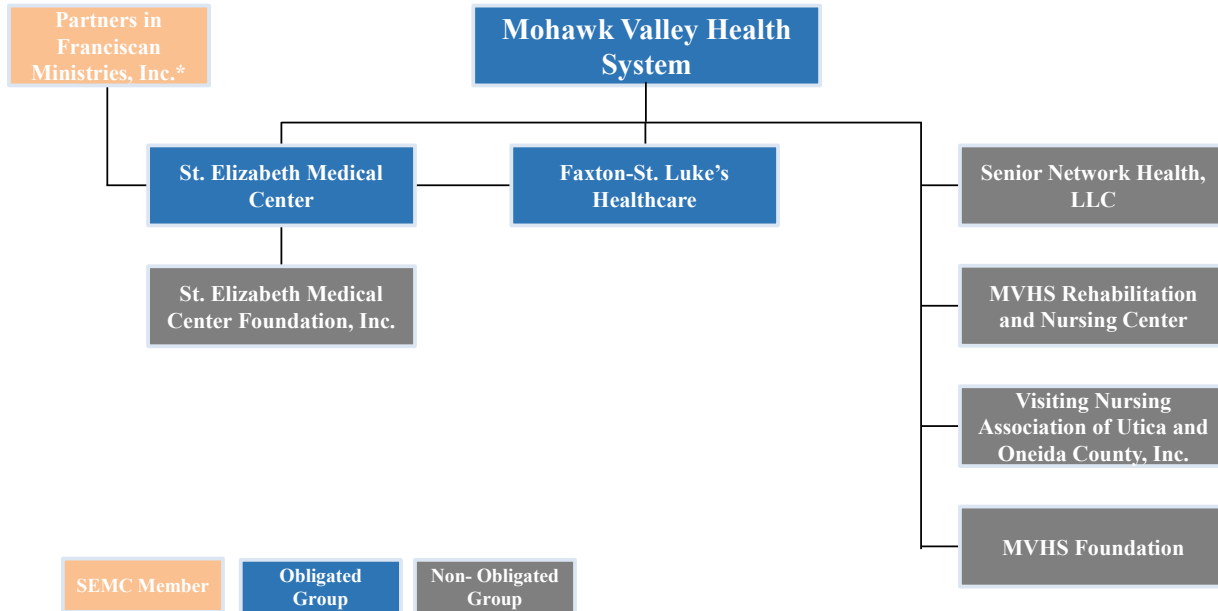 Partners in
Franciscan
Ministries, Inc.*
Mohawk Valley Health
System
St. Elizabeth Medical
Center
Faxton-St. Luke’s
Healthcare
Senior Network Health,
LLC
St. Elizabeth Medical
Center Foundation, Inc.
MVHS Rehabilitation
and Nursing Center
Visiting Nursing
Association of Utica and
Oneida County, Inc.
MVHS Foundation
SEMC Member
Obligated
Group
Non- Obligated
Group